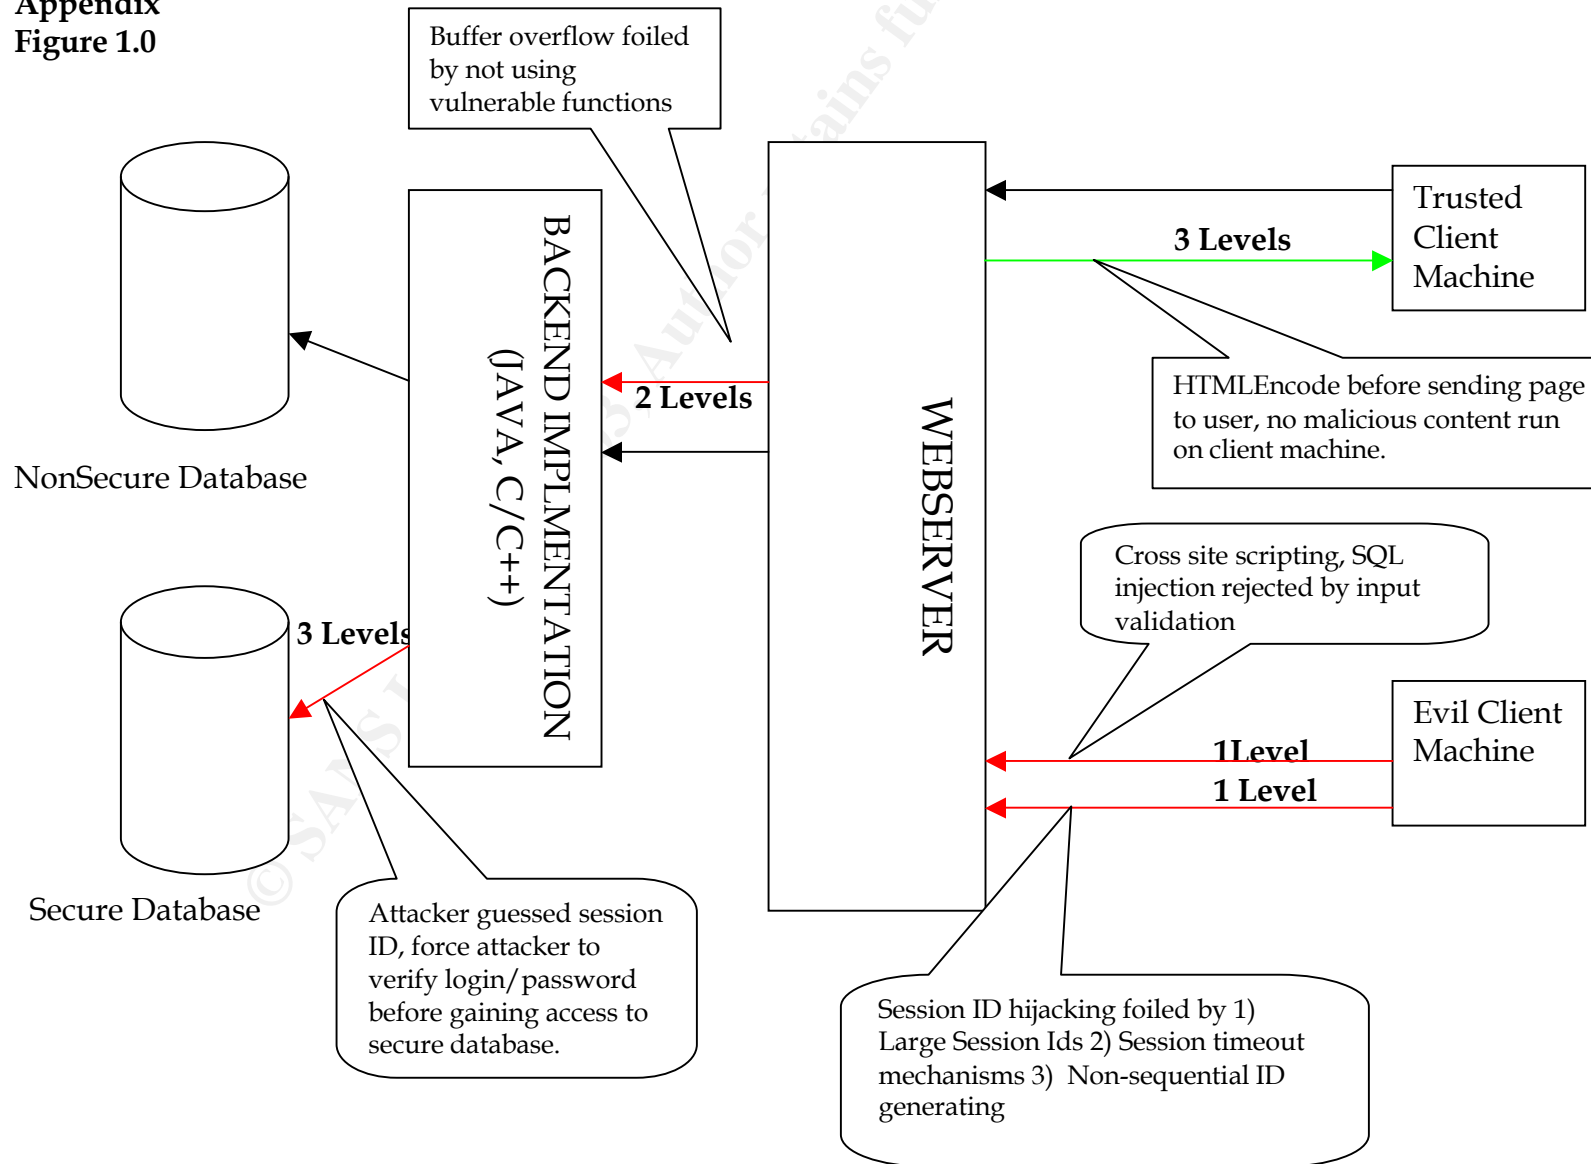 Appendix
Figure 1.0
Buffer overflow foiled
by not using
vulnerable functions
Trusted
Client
Machine
3 Levels
HTMLEncode before sending page
to user, no malicious content run
on client machine.
BACKEND IMPLMENTATION
(JAVA, C/C++)
2 Levels
WEBSERVER
NonSecure Database
Cross site scripting, SQL
injection rejected by input
validation
3 Levels
Evil Client
Machine
1Level
1 Level
Secure Database
Attacker guessed session
ID, force attacker to
verify login/password
before gaining access to
secure database.
Session ID hijacking foiled by 1)
Large Session Ids 2) Session timeout
mechanisms 3) Non-sequential ID
generating
© SANS
Author